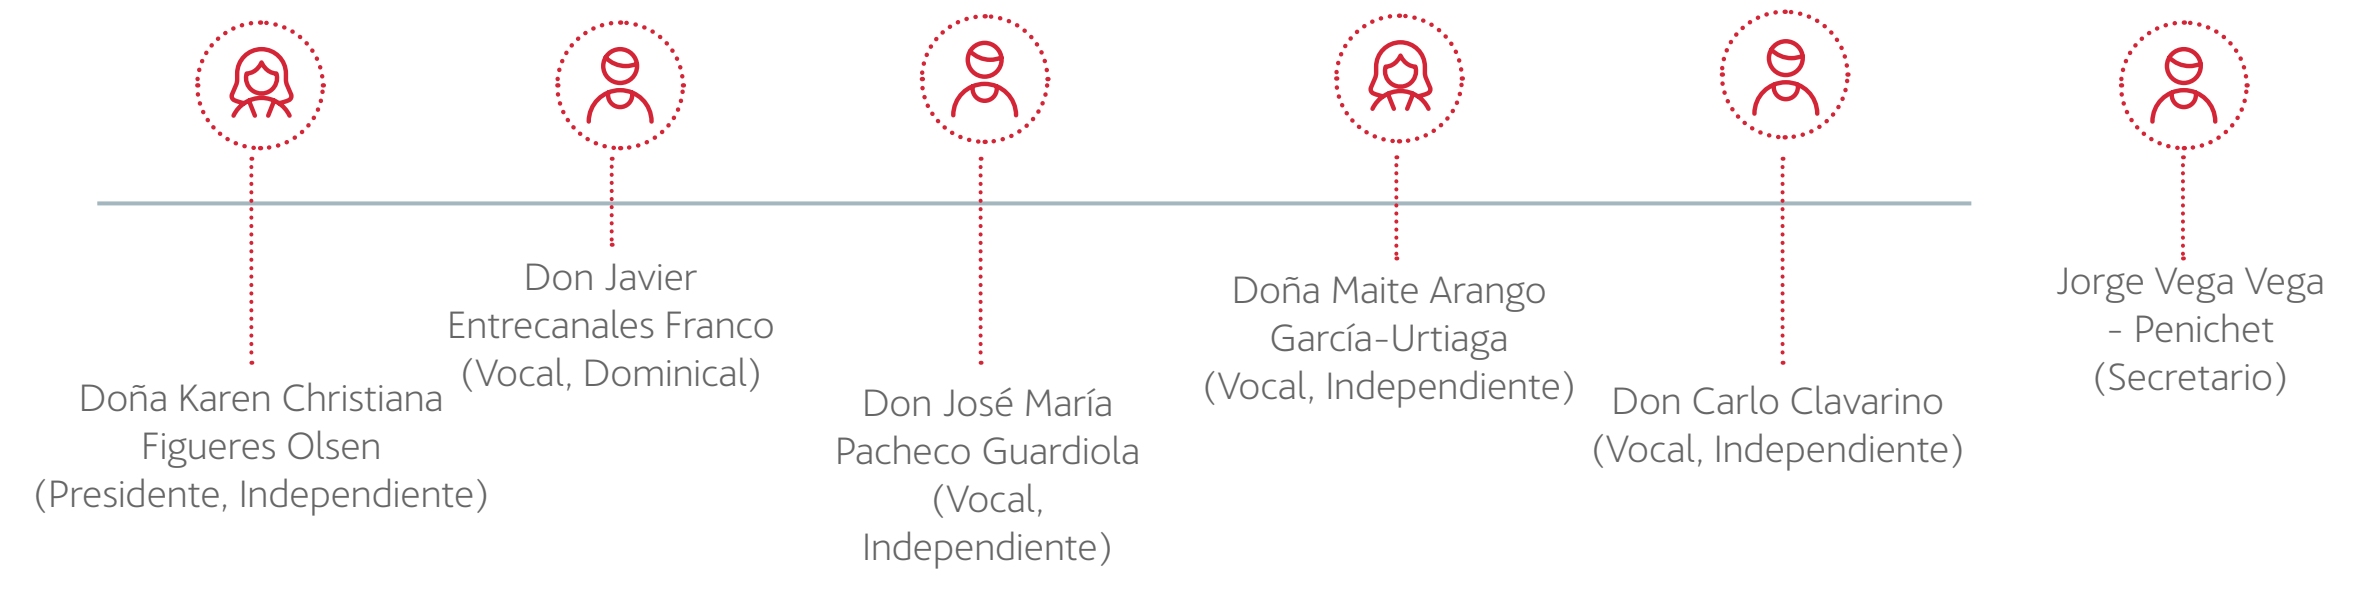 Doña Karen Christiana
Figueres Olsen
(Presidente, Independiente)
Don Javier
Entrecanales Franco
(Vocal, Dominical)
Don José María
Pacheco Guardiola
(Vocal,
Independiente)
Doña Maite Arango
García-Urtiaga
(Vocal, Independiente)
Don Carlo Clavarino
(Vocal, Independiente)
Jorge Vega Vega
- Penichet
(Secretario)